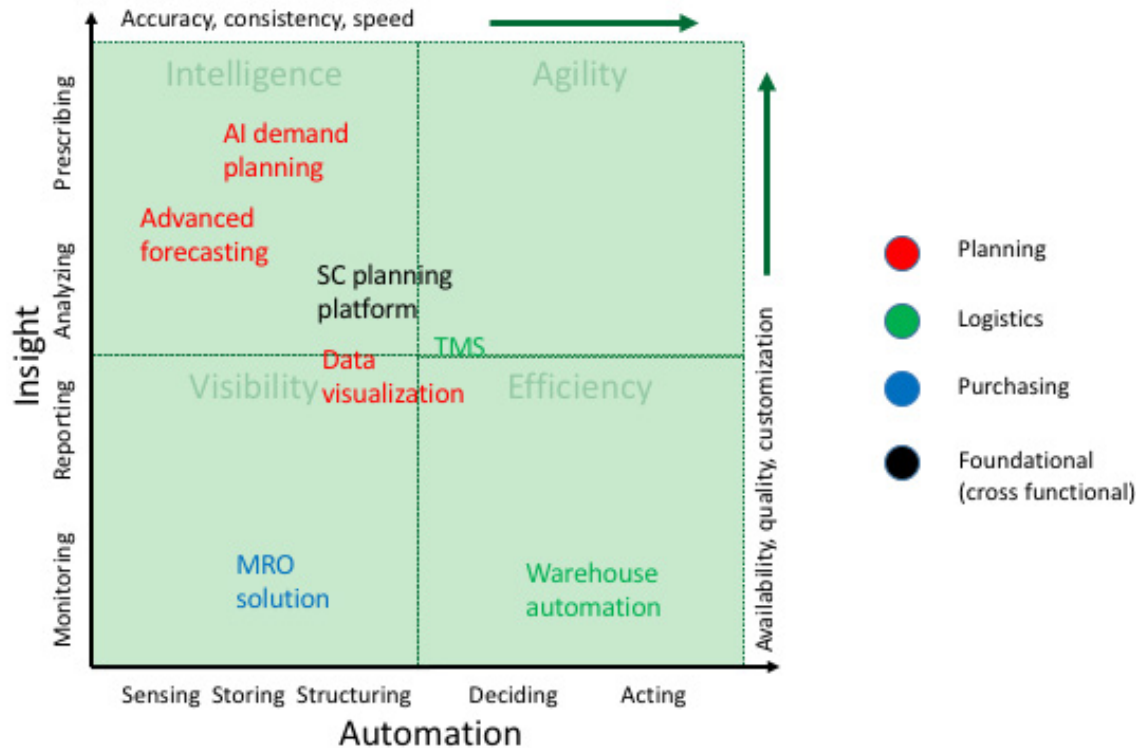 Accuracy, consistency, speed
Intelligence
Agility
AI demand
planning
Advanced
forecasting
SC planning
platform
TMS
Data
visualization
Visibility
Efficiency
MRO
solution
Warehouse
automation
Insight
Prescribing
Analyzing
Reporting
Monitoring
Sensing
Storing
Structuring
Deciding
Acting
Automation
Availability, quality, customization
Planning
Logistics
Purchasing
Foundational
(cross functional)